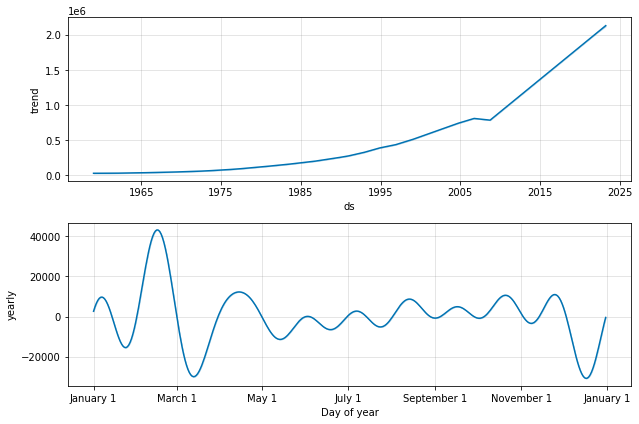 1e6
2.0
1.5
1.0
0.5
0.0
trend
1965 1975 1985 1995 2005 2015 2025
ds
40000
20000
0
−20000
yearly
January 1 March 1 May 1 July 1 September 1 November 1 January 1
Day of year